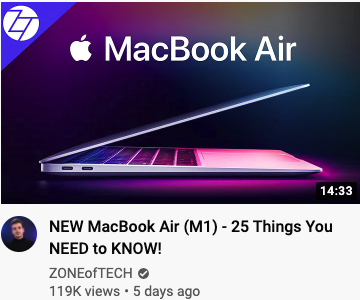 MacBook Air
14:33
NEW MacBook Air (M1) - 25 Things You
NEED to KNOW!
ZONEofTECH
119K views • 5 days ago